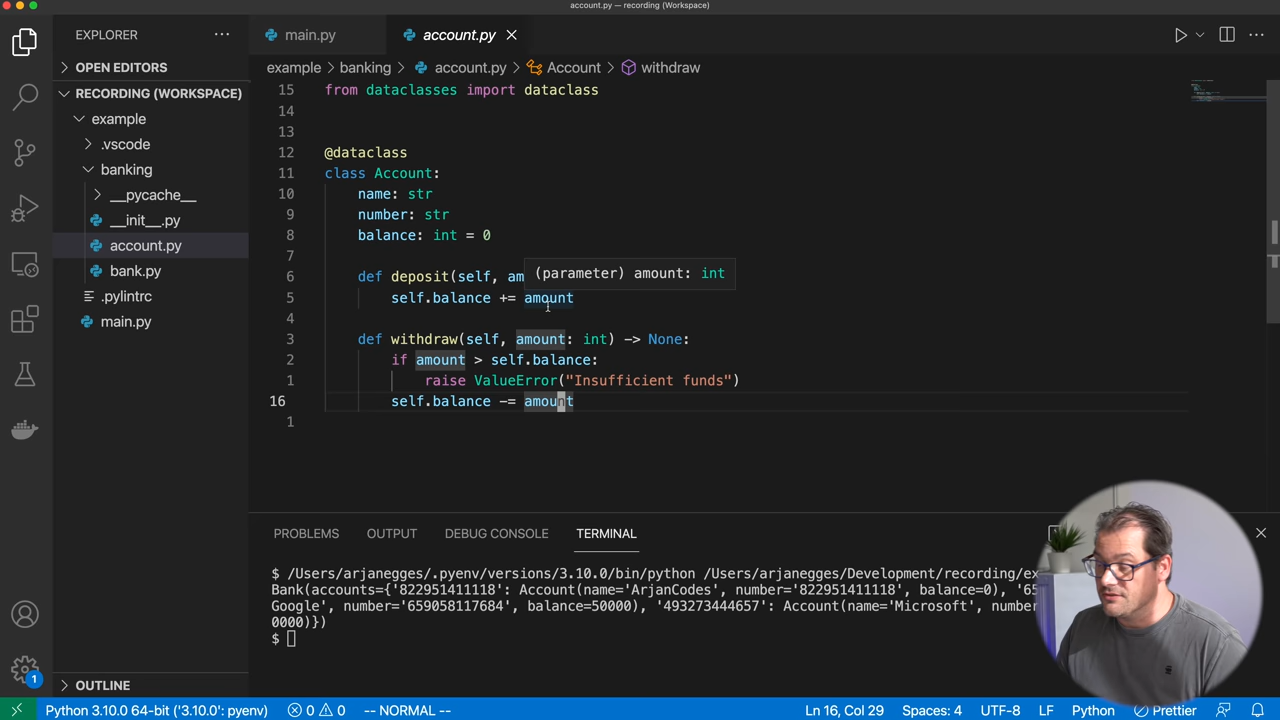 account.py — recording (Workspace)
EXPLORER
main.py
account.py
OPEN EDITORS
example > banking > account.py > Account > withdraw
RECORDING (WORKSPACE)
example
.vscode
banking
__pycache__
__init__.py
account.py
bank.py
.pylintrc
main.py
OUTLINE
15 from dataclasses import dataclass
14
13
12 @dataclass
11 class Account:
10 name: str
9 number: str
8 balance: int = 0
7
(parameter) amount: int
6 def deposit(self, am
5 self.balance += amount
4
3 def withdraw(self, amount: int) -> None:
2 if amount > self.balance:
1 raise ValueError("Insufficient funds")
16 self.balance -= amount
1
PROBLEMS OUTPUT DEBUG CONSOLE TERMINAL
$ /Users/arjanegges/.pyenv/versions/3.10.0/bin/python /Users/arjanegges/Development/recording/ex
Bank(accounts={'822951411118': Account(name='ArjanCodes', number='822951411118', balance=0), '65
Google', number='659058117684', balance=50000), '493273444657': Account(name='Microsoft', number
0000)})
$
1
Python 3.10.0 64-bit ('3.10.0': pyenv) 0 0 -- NORMAL -- Ln 16, Col 29 Spaces: 4 UTF-8 LF Python Prettier